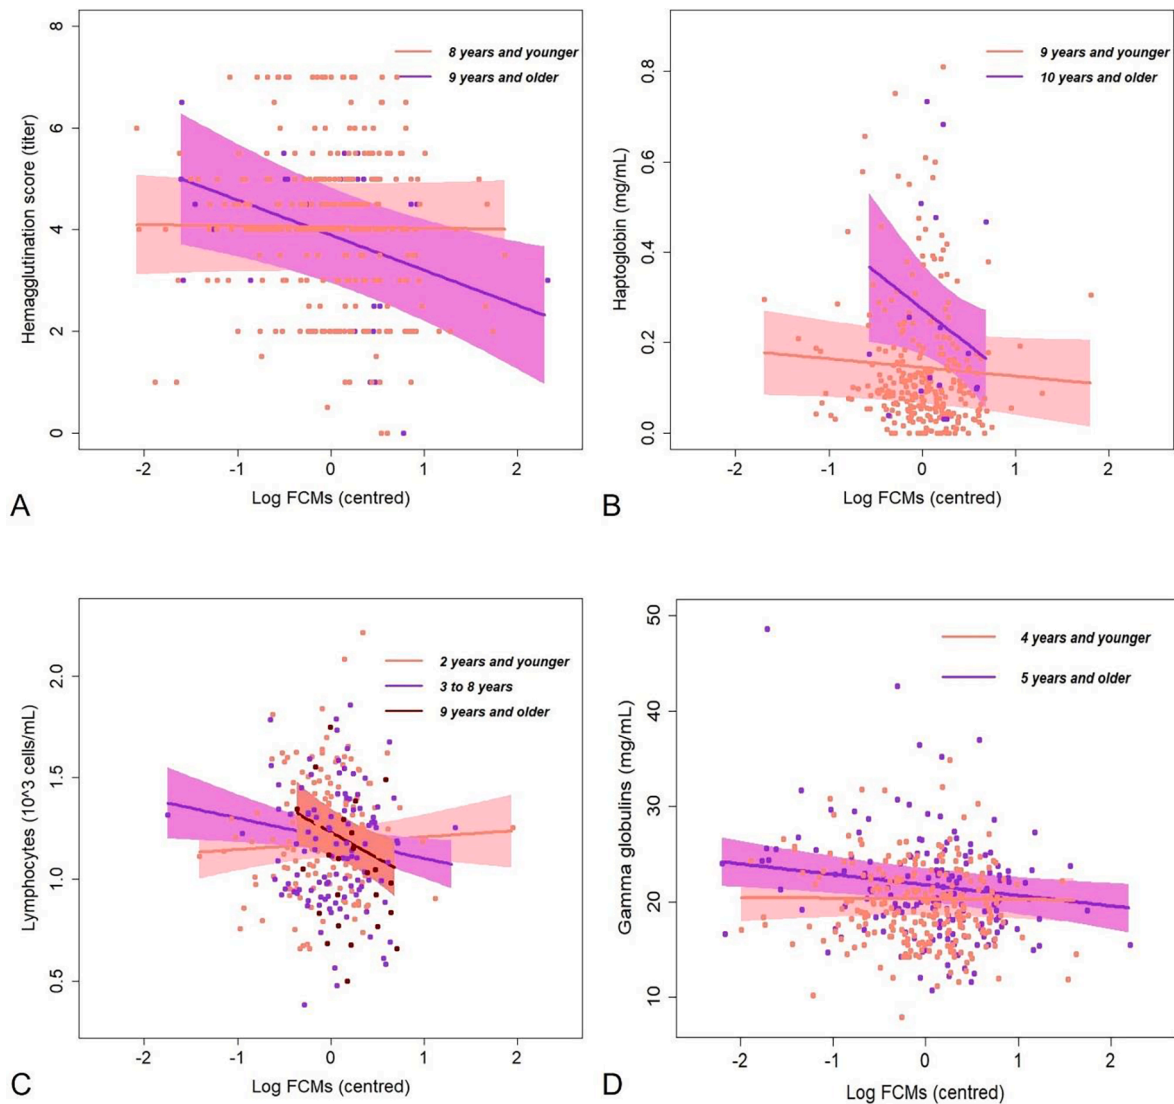 8 years and younger
9 years and older
Hemagglutination score (titer)
0
2
4
6
8
-2
-1
0
1
2
Log FCMs (centred)
A
9 years and younger
10 years and older
Haptoglobin (mg/mL)
0.0
0.2
0.4
0.6
0.8
-2
-1
0
1
2
Log FCMs (centred)
B
2 years and younger
3 to 8 years
9 years and older
Lymphocytes (10^3 cells/mL)
0.5
1.0
1.5
2.0
-2
-1
0
1
2
Log FCMs (centred)
C
4 years and younger
5 years and older
Gamma globulins (mg/mL)
10
20
30
40
50
-2
-1
0
1
2
Log FCMs (centred)
D